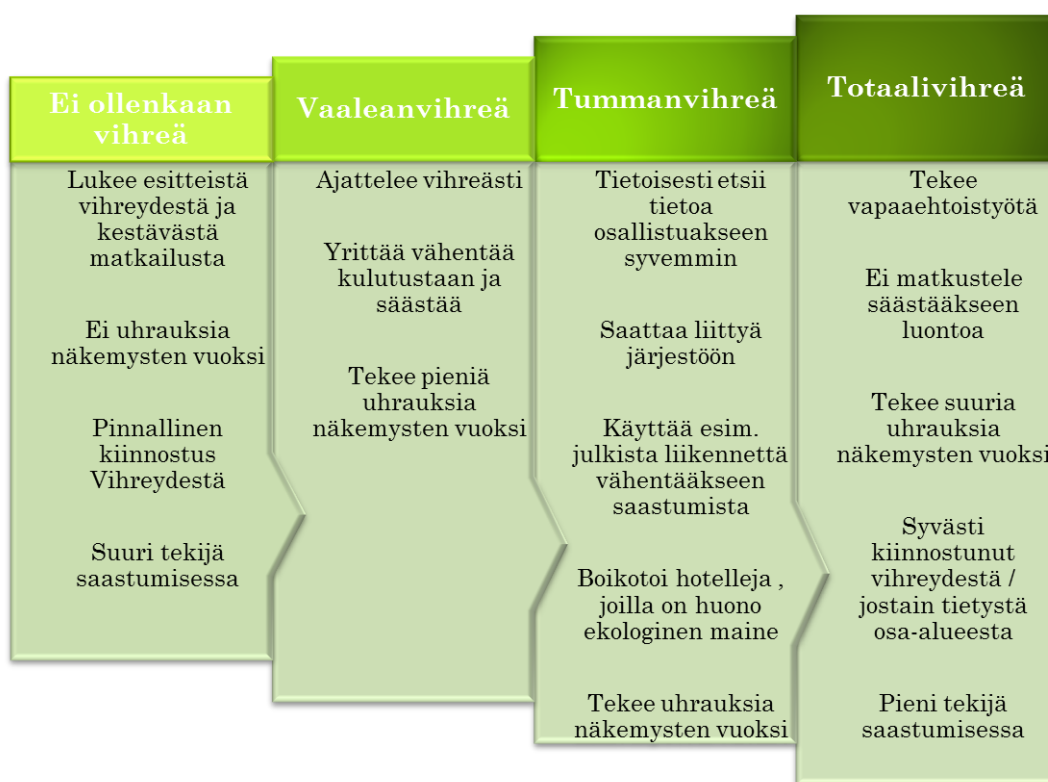 Ei ollenkaan
vihreä
Lukee esitteistä
vihreydestä ja
kestävästä
matkailusta
Ei uhrauksia
näkemysten vuoksi
Pinnallinen
kiinnostus
Vihreydestä
Suuri tekijä
saastumisessa
Vaaleanvihreä
Ajattelee vihreästi
Yrittää vähentää
kulutustaan ja
säästää
Tekee pieniä
uhrauksia
näkemysten vuoksi
Tummanvihreä
Tietoisesti etsii
tietoa
osallistuakseen
syvemmin
Saattaa liittyä
järjestöön
Käyttää esim.
julkista liikennettä
vähentääkseen
saastumista
Boikotoi hotelleja ,
joilla on huono
ekologinen maine
Tekee uhrauksia
näkemysten vuoksi
Totaalivihreä
Tekee
vapaaehtoistyötä
Ei matkustele
säästääkseen
luontoa
Tekee suuria
uhrauksia
näkemysten vuoksi
Syvästi
kiinnostunut
vihreydestä /
jostain tietystä
osa-alueesta
Pieni tekijä
saastumisessa